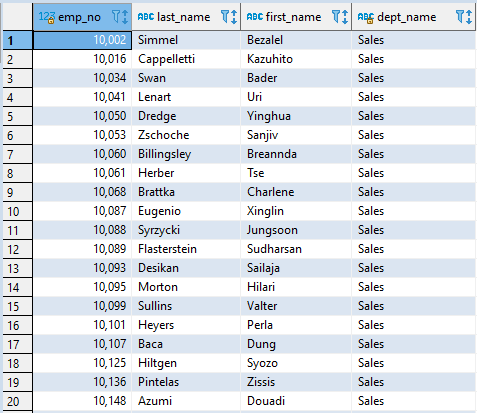 123 emp_no ABC last_name ABC first_name ABC dept_name
1 10,002 Simmel Bezalel Sales
2 10,016 Cappelletti Kazuhito Sales
3 10,034 Swan Bader Sales
4 10,041 Lenart Uri Sales
5 10,050 Dredge Yinghua Sales
6 10,053 Zschoche Sanjiv Sales
7 10,060 Billingsley Breannda Sales
8 10,061 Herber Tse Sales
9 10,068 Brattka Charlene Sales
10 10,087 Eugenio Xinglin Sales
11 10,088 Syrzycki Jungsoon Sales
12 10,089 Flasterstein Sudharsan Sales
13 10,093 Desikan Sailaja Sales
14 10,095 Morton Hilari Sales
15 10,099 Sullins Valter Sales
16 10,101 Heyers Perla Sales
17 10,107 Baca Dung Sales
18 10,125 Hiltgen Syozo Sales
19 10,136 Pintelas Zissis Sales
20 10,148 Azumi Douadi Sales